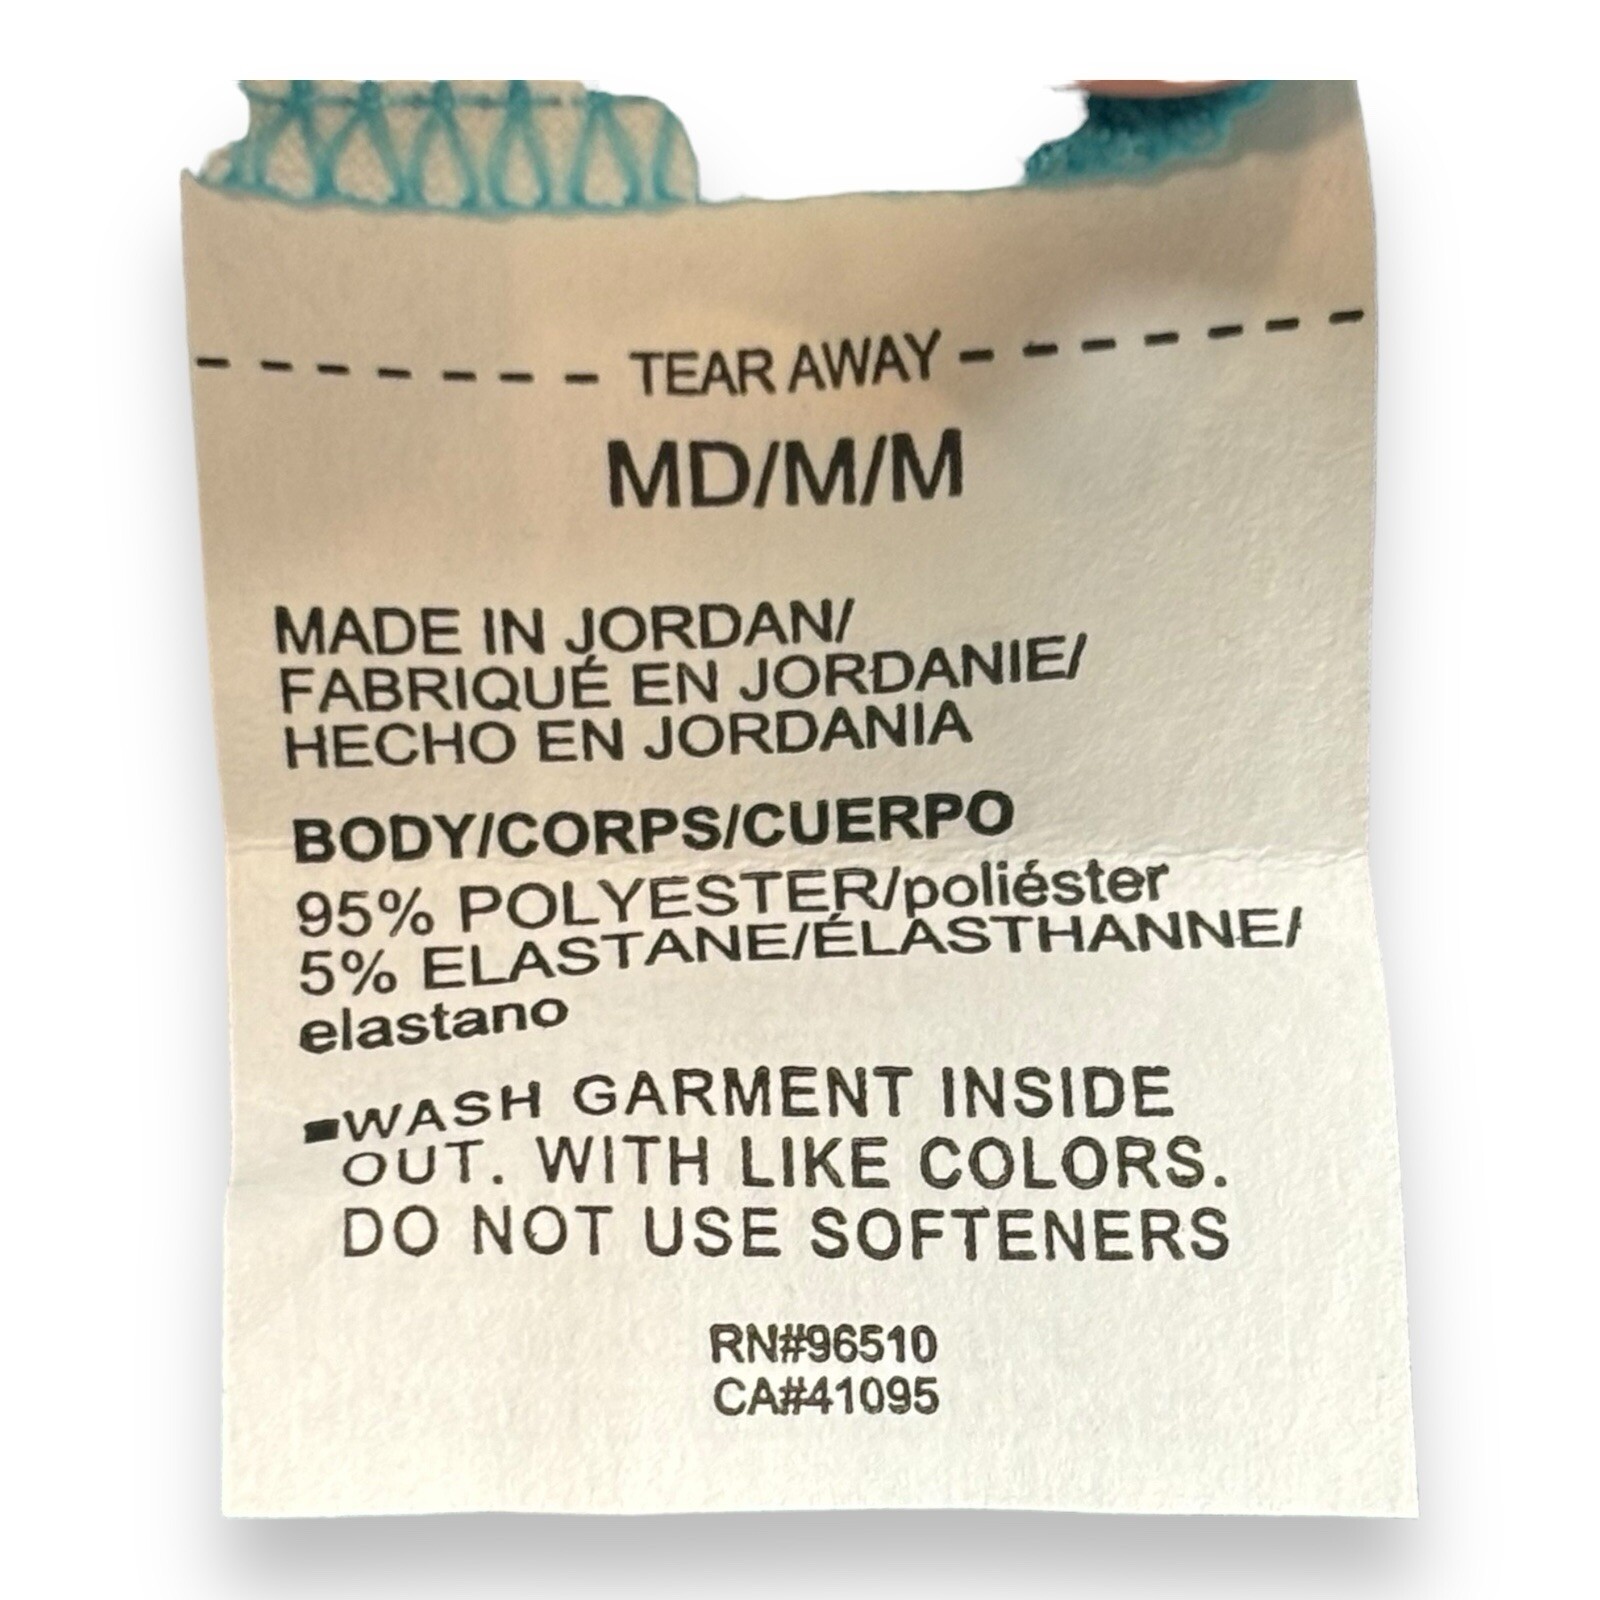 TEAR AWAY
MD/M/M
MADE IN JORDAN/
FABRIQUÉ EN JORDANIE/
HECHO EN JORDANIA
BODY/CORPS/CUERPO
95% POLYESTER/poliéster
5% ELASTANE/ÉLASTHANNE/
elastano
-WASH GARMENT INSIDE
OUT. WITH LIKE COLORS.
DO NOT USE SOFTENERS
RN#96510
CA#41095